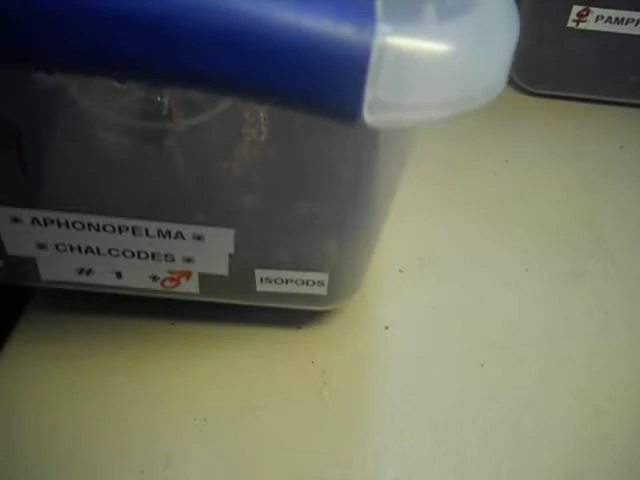 * APHONOPELMA *
* CHALCODES *
# 1 * ♂
ISOPODS
♀ PAMP